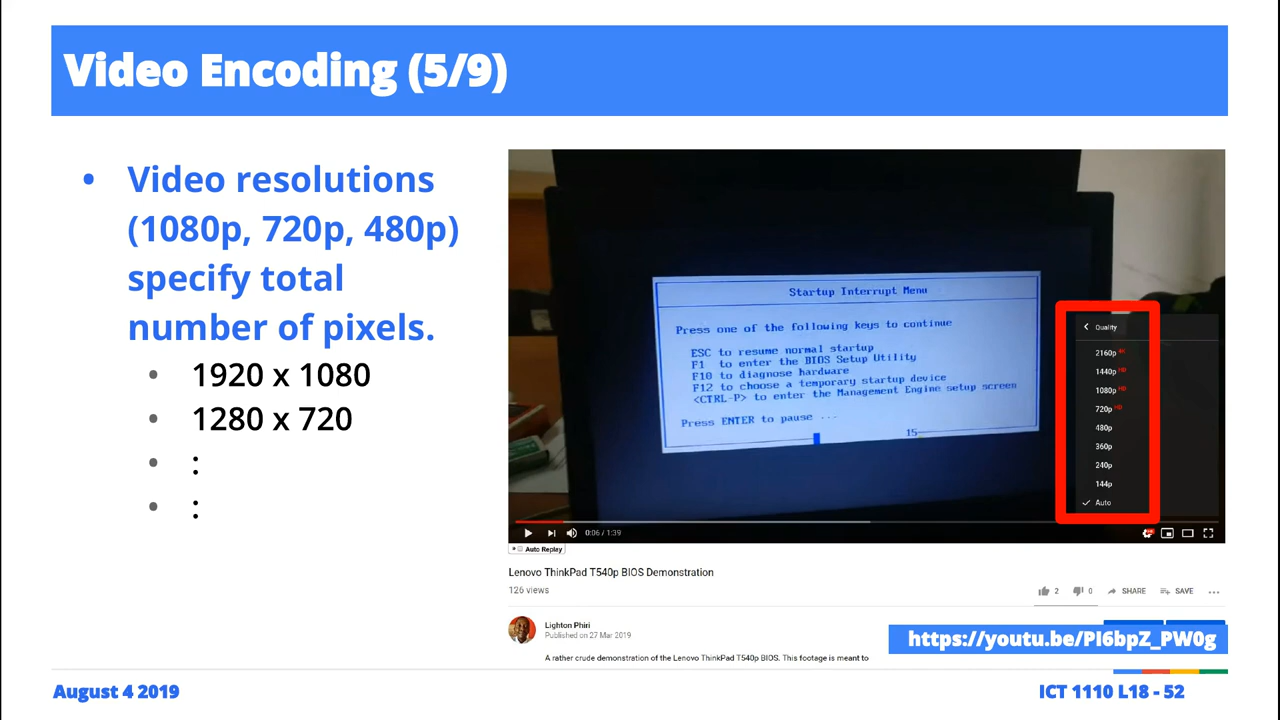 Video Encoding (5/9)
• Video resolutions
(1080p, 720p, 480p)
specify total
number of pixels.
• 1920 x 1080
• 1280 x 720
• :
• :
Startup Interrupt Menu
Press one of the following keys to continue
ESC to resume normal startup
F1 to enter the BIOS Setup Utility
F10 to diagnose hardware
F12 to choose a temporary startup device
<CTRL-P> to enter the Management Engine setup screen
Press ENTER to pause ...
15
Quality
2160p 4K
1440p HD
1080p HD
720p HD
480p
360p
240p
144p
Auto
0:06 / 1:39
Auto Replay
Lenovo ThinkPad T540p BIOS Demonstration
126 views
2 0 SHARE SAVE ...
Lighton Phiri
Published on 27 Mar 2019
https://youtu.be/PI6bpZ_PW0g
A rather crude demonstration of the Lenovo ThinkPad T540p BIOS. This footage is meant to
August 4 2019
ICT 1110 L18 - 52